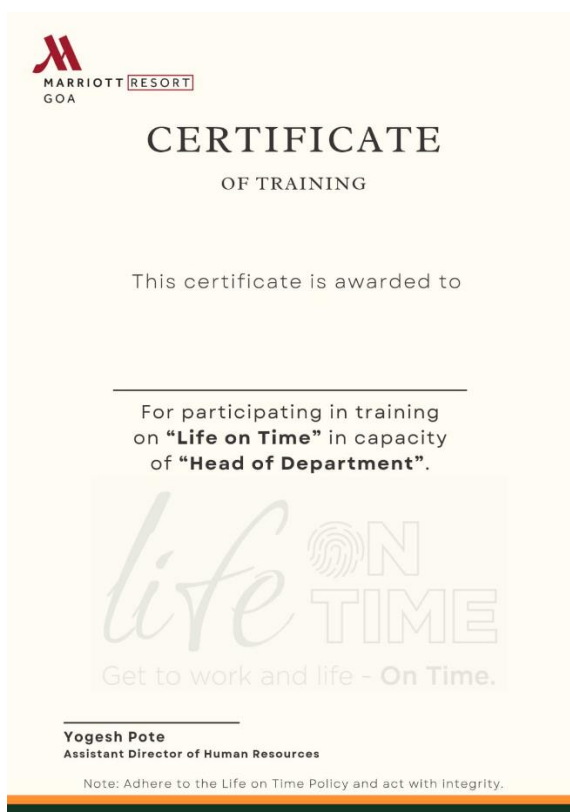 MARRIOTT RESORT
GOA
CERTIFICATE
OF TRAINING
This certificate is awarded to
For participating in training
on “Life on Time” in capacity
of “Head of Department”.
life ON
TIME
Get to work and life - On Time.
Yogesh Pote
Assistant Director of Human Resources
Note: Adhere to the Life on Time Policy and act with integrity.